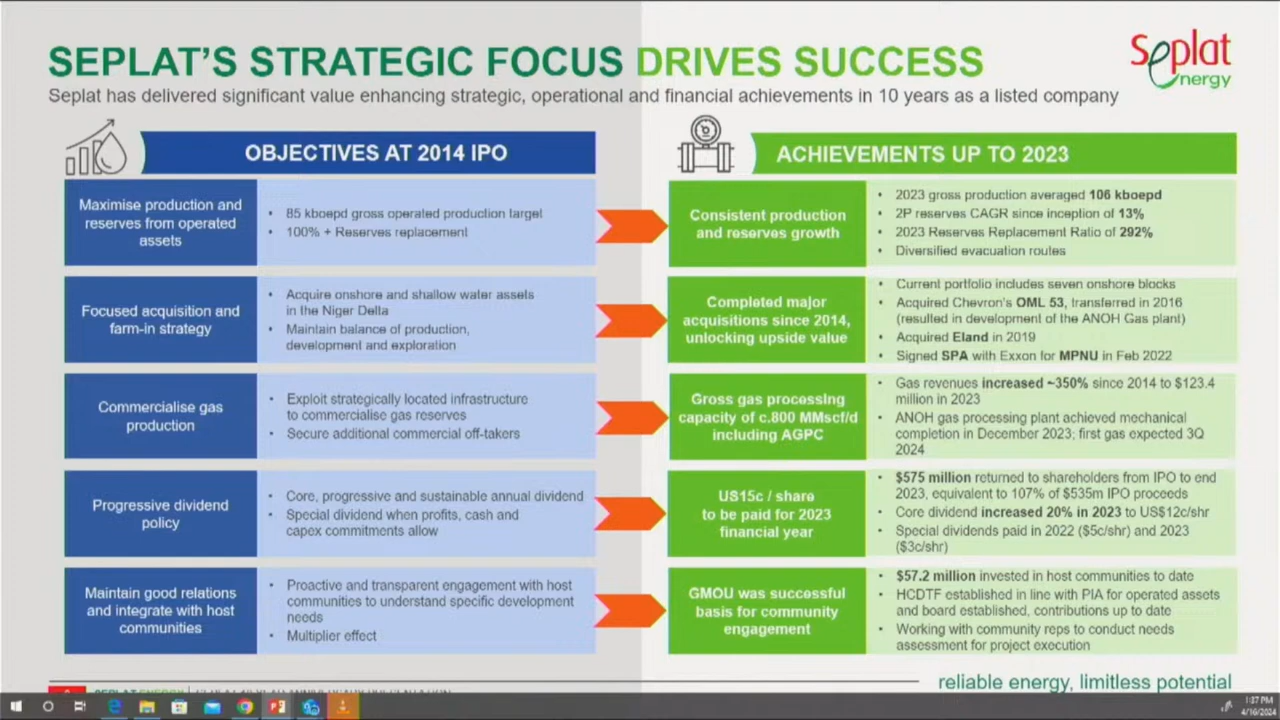 SEPLAT'S STRATEGIC FOCUS DRIVES SUCCESS
Seplat has delivered significant value enhancing strategic, operational and financial achievements in 10 years as a listed company
Seplat
energy
OBJECTIVES AT 2014 IPO
Maximise production and
reserves from operated
assets
• 85 kboepd gross operated production target
• 100% + Reserves replacement
Focused acquisition and
farm-in strategy
• Acquire onshore and shallow water assets
in the Niger Delta
• Maintain balance of production,
development and exploration
Commercialise gas
production
• Exploit strategically located infrastructure
to commercialise gas reserves
• Secure additional commercial off-takers
Progressive dividend
policy
• Core, progressive and sustainable annual dividend
• Special dividend when profits, cash and
capex commitments allow
Maintain good relations
and integrate with host
communities
• Proactive and transparent engagement with host
communities to understand specific development
needs
• Multiplier effect
ACHIEVEMENTS UP TO 2023
Consistent production
and reserves growth
• 2023 gross production averaged 106 kboepd
• 2P reserves CAGR since inception of 13%
• 2023 Reserves Replacement Ratio of 292%
• Diversified evacuation routes
Completed major
acquisitions since 2014,
unlocking upside value
• Current portfolio includes seven onshore blocks
• Acquired Chevron's OML 53, transferred in 2016
(resulted in development of the ANOH Gas plant)
• Acquired Eland in 2019
• Signed SPA with Exxon for MPNU in Feb 2022
Gross gas processing
capacity of c.800 MMscf/d
including AGPC
• Gas revenues increased ~350% since 2014 to $123.4
million in 2023
• ANOH gas processing plant achieved mechanical
completion in December 2023; first gas expected 3Q
2024
US15c / share
to be paid for 2023
financial year
• $575 million returned to shareholders from IPO to end
2023, equivalent to 107% of $535m IPO proceeds
• Core dividend increased 20% in 2023 to US$12c/shr
• Special dividends paid in 2022 ($5c/shr) and 2023
($3c/shr)
GMOU was successful
basis for community
engagement
• $57.2 million invested in host communities to date
• HCDTF established in line with PIA for operated assets
and board established, contributions up to date
• Working with community reps to conduct needs
assessment for project execution
reliable energy, limitless potential
1:37 PM
4/16/2024